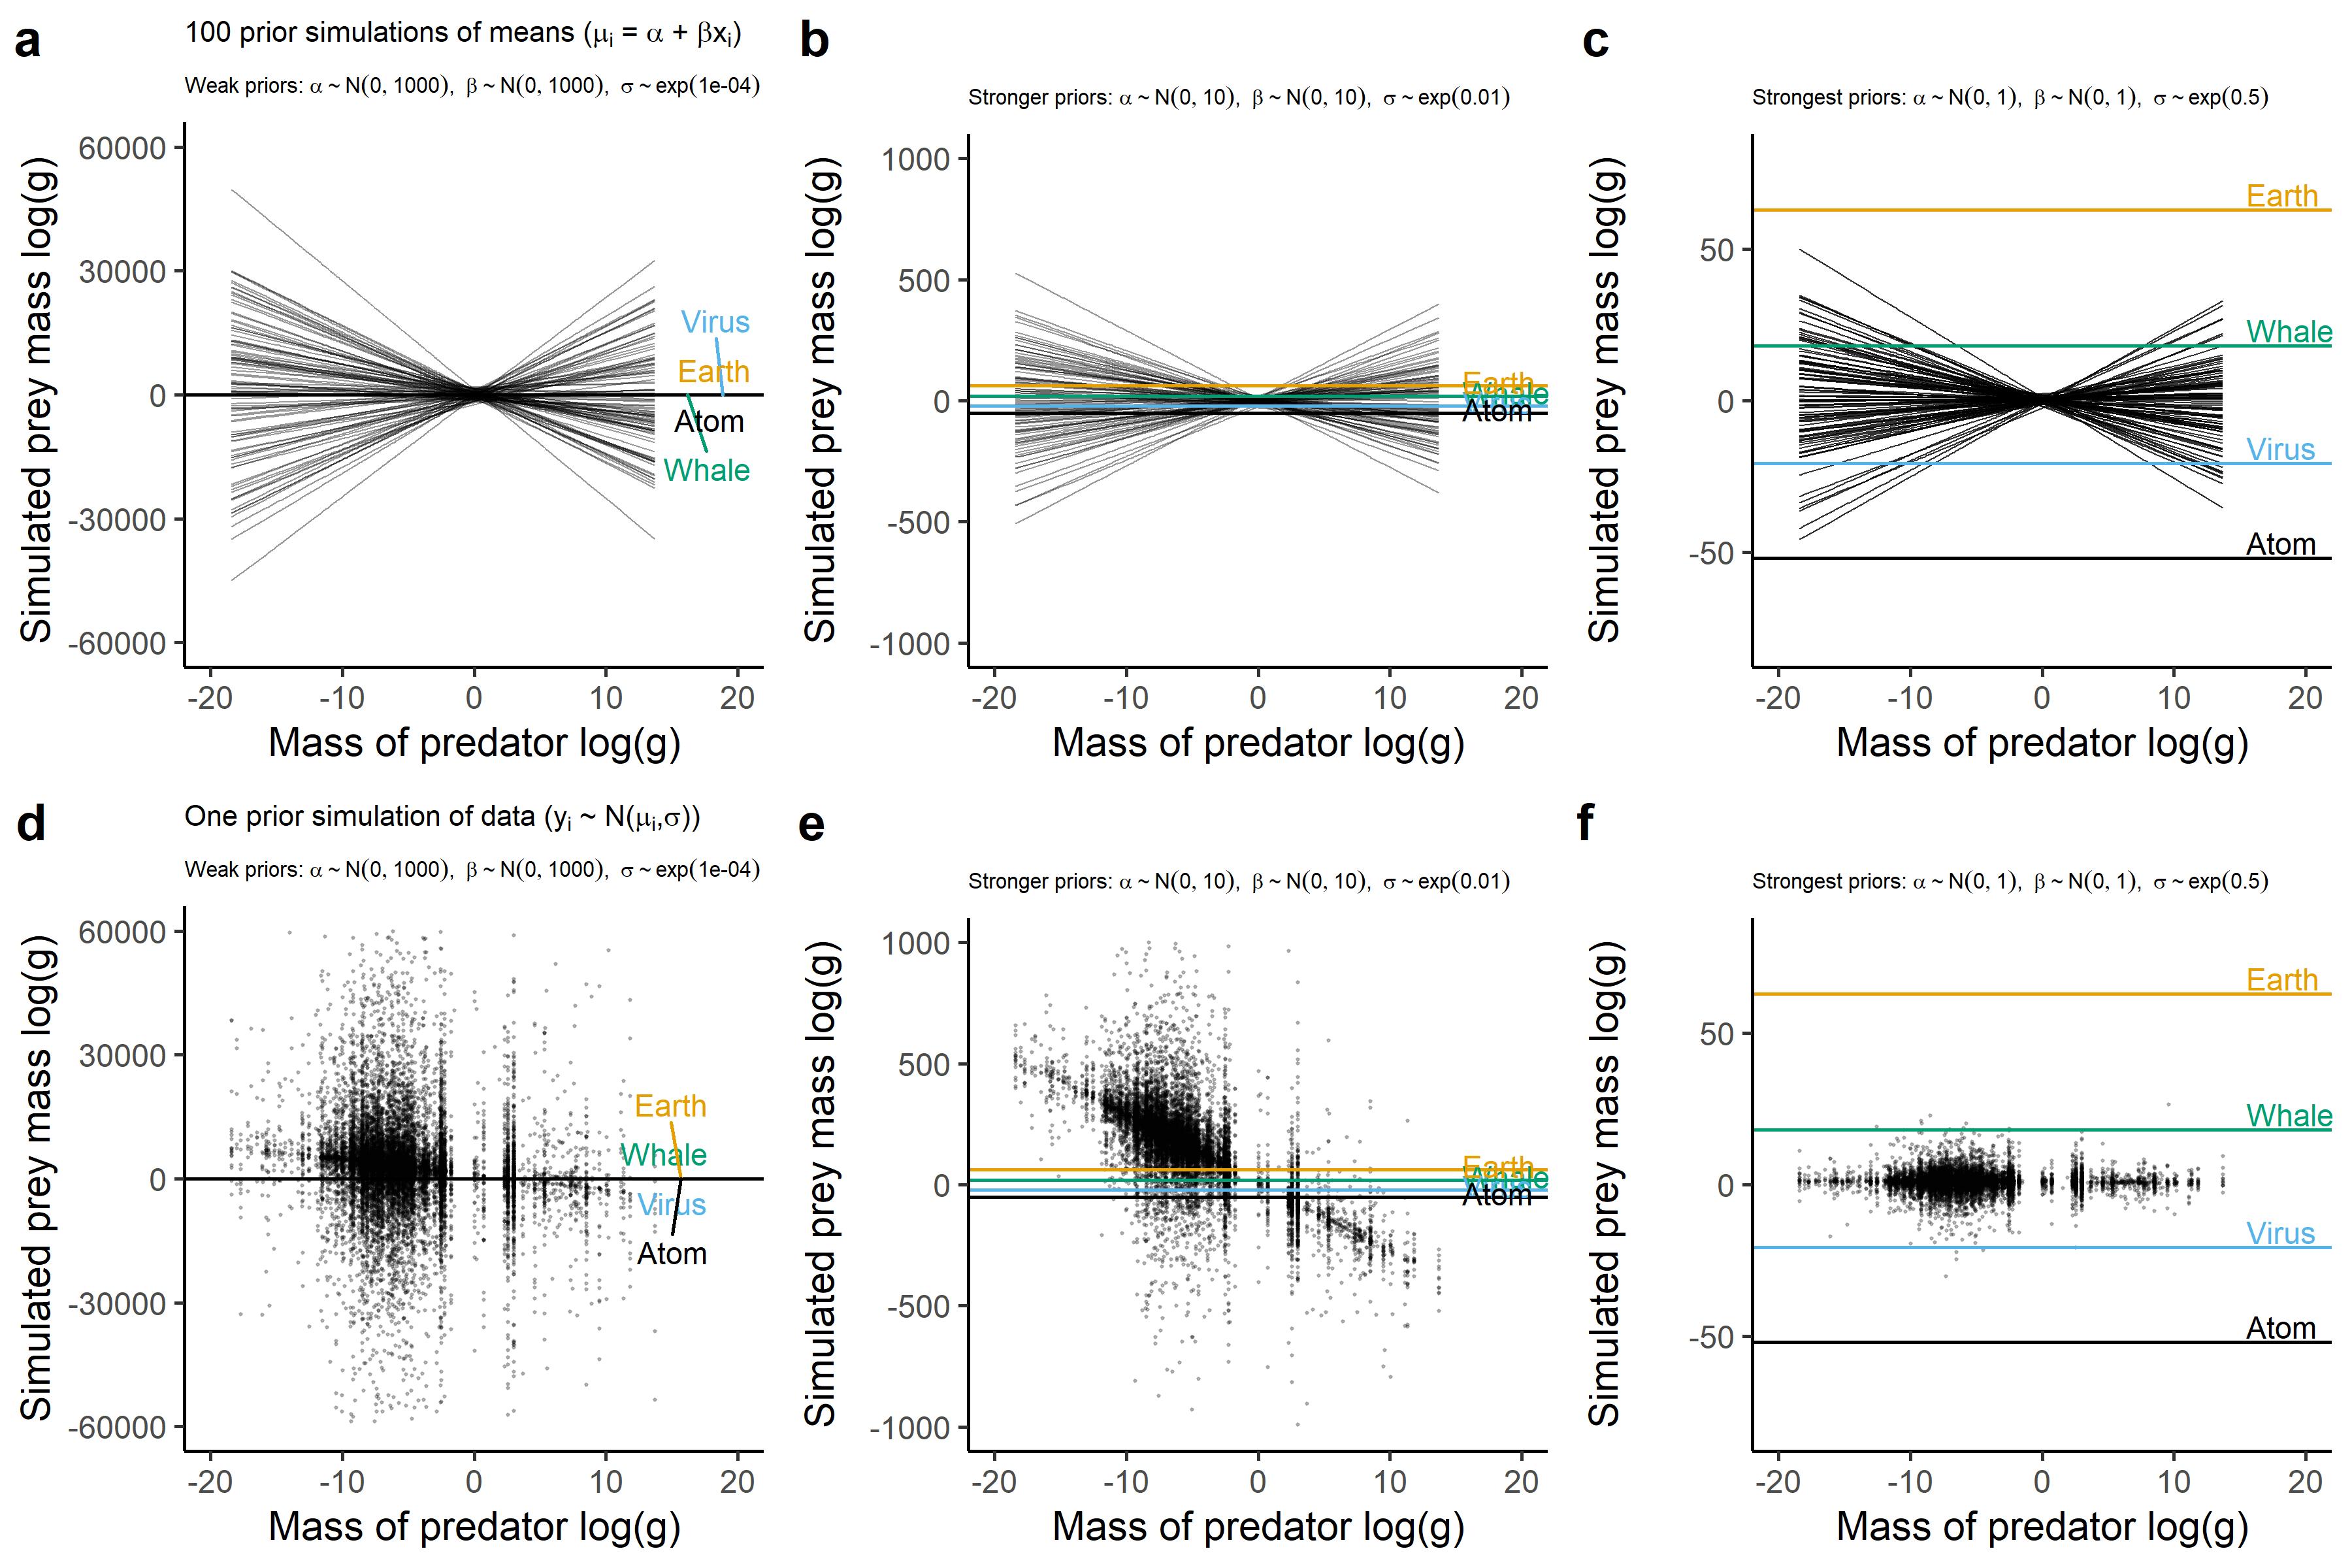 a
100 prior simulations of means (μi = α + βxi)
Weak priors: α ~ N(0, 1000), β ~ N(0, 1000), σ ~ exp(1e-04)
Simulated prey mass log(g)
60000
30000
0
-30000
-60000
Virus
Earth
Atom
Whale
-20
-10
0
10
20
Mass of predator log(g)
b
Stronger priors: α ~ N(0, 10), β ~ N(0, 10), σ ~ exp(0.01)
Simulated prey mass log(g)
1000
500
0
-500
-1000
Earth
Whale
Virus
Atom
-20
-10
0
10
20
Mass of predator log(g)
c
Strongest priors: α ~ N(0, 1), β ~ N(0, 1), σ ~ exp(0.5)
Simulated prey mass log(g)
50
0
-50
Earth
Whale
Virus
Atom
-20
-10
0
10
20
Mass of predator log(g)
d
One prior simulation of data (yi ~ N(μi,σ))
Weak priors: α ~ N(0, 1000), β ~ N(0, 1000), σ ~ exp(1e-04)
Simulated prey mass log(g)
60000
30000
0
-30000
-60000
Earth
Whale
Virus
Atom
-20
-10
0
10
20
Mass of predator log(g)
e
Stronger priors: α ~ N(0, 10), β ~ N(0, 10), σ ~ exp(0.01)
Simulated prey mass log(g)
1000
500
0
-500
-1000
Earth
Whale
Virus
Atom
-20
-10
0
10
20
Mass of predator log(g)
f
Strongest priors: α ~ N(0, 1), β ~ N(0, 1), σ ~ exp(0.5)
Simulated prey mass log(g)
50
0
-50
Earth
Whale
Virus
Atom
-20
-10
0
10
20
Mass of predator log(g)